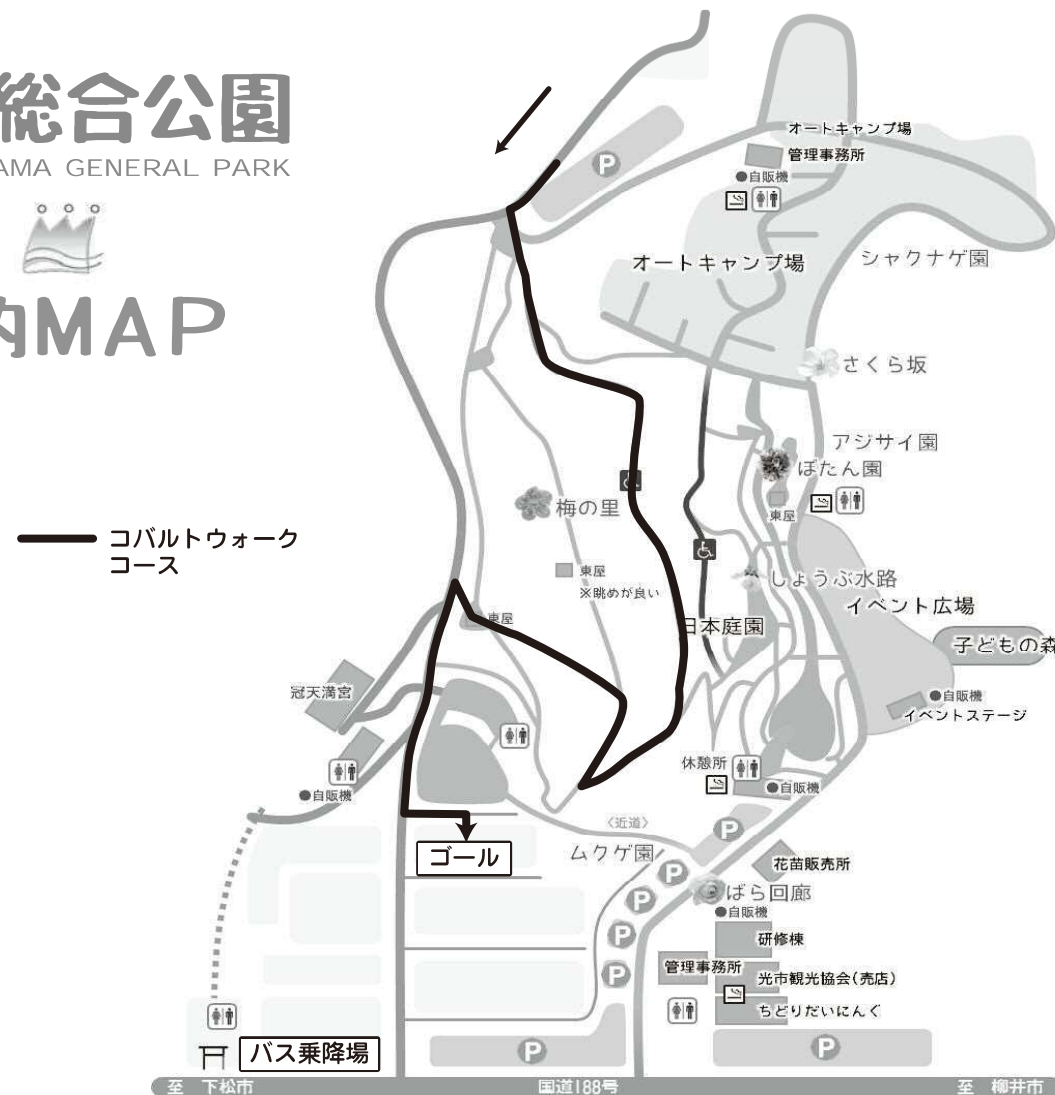 総合公園
AMA GENERAL PARK
内MAP
コバルトウォーク
コース
P
オートキャンプ場
管理事務所
●自販機
オートキャンプ場
シャクナゲ園
さくら坂
アジサイ園
ぼたん園
東屋
梅の里
東屋
※眺めが良い
しょうぶ水路
イベント広場
日本庭園
子どもの森
東屋
冠天満宮
●自販機
イベントステージ
休憩所
●自販機
●自販機
〈近道〉
P
ゴール
ムクゲ園
P
花苗販売所
P
ばら回廊
●自販機
P
研修棟
管理事務所
P
光市観光協会(売店)
ちどりだいにんぐ
バス乗降場
P
P
至 下松市
国道188号
至 柳井市